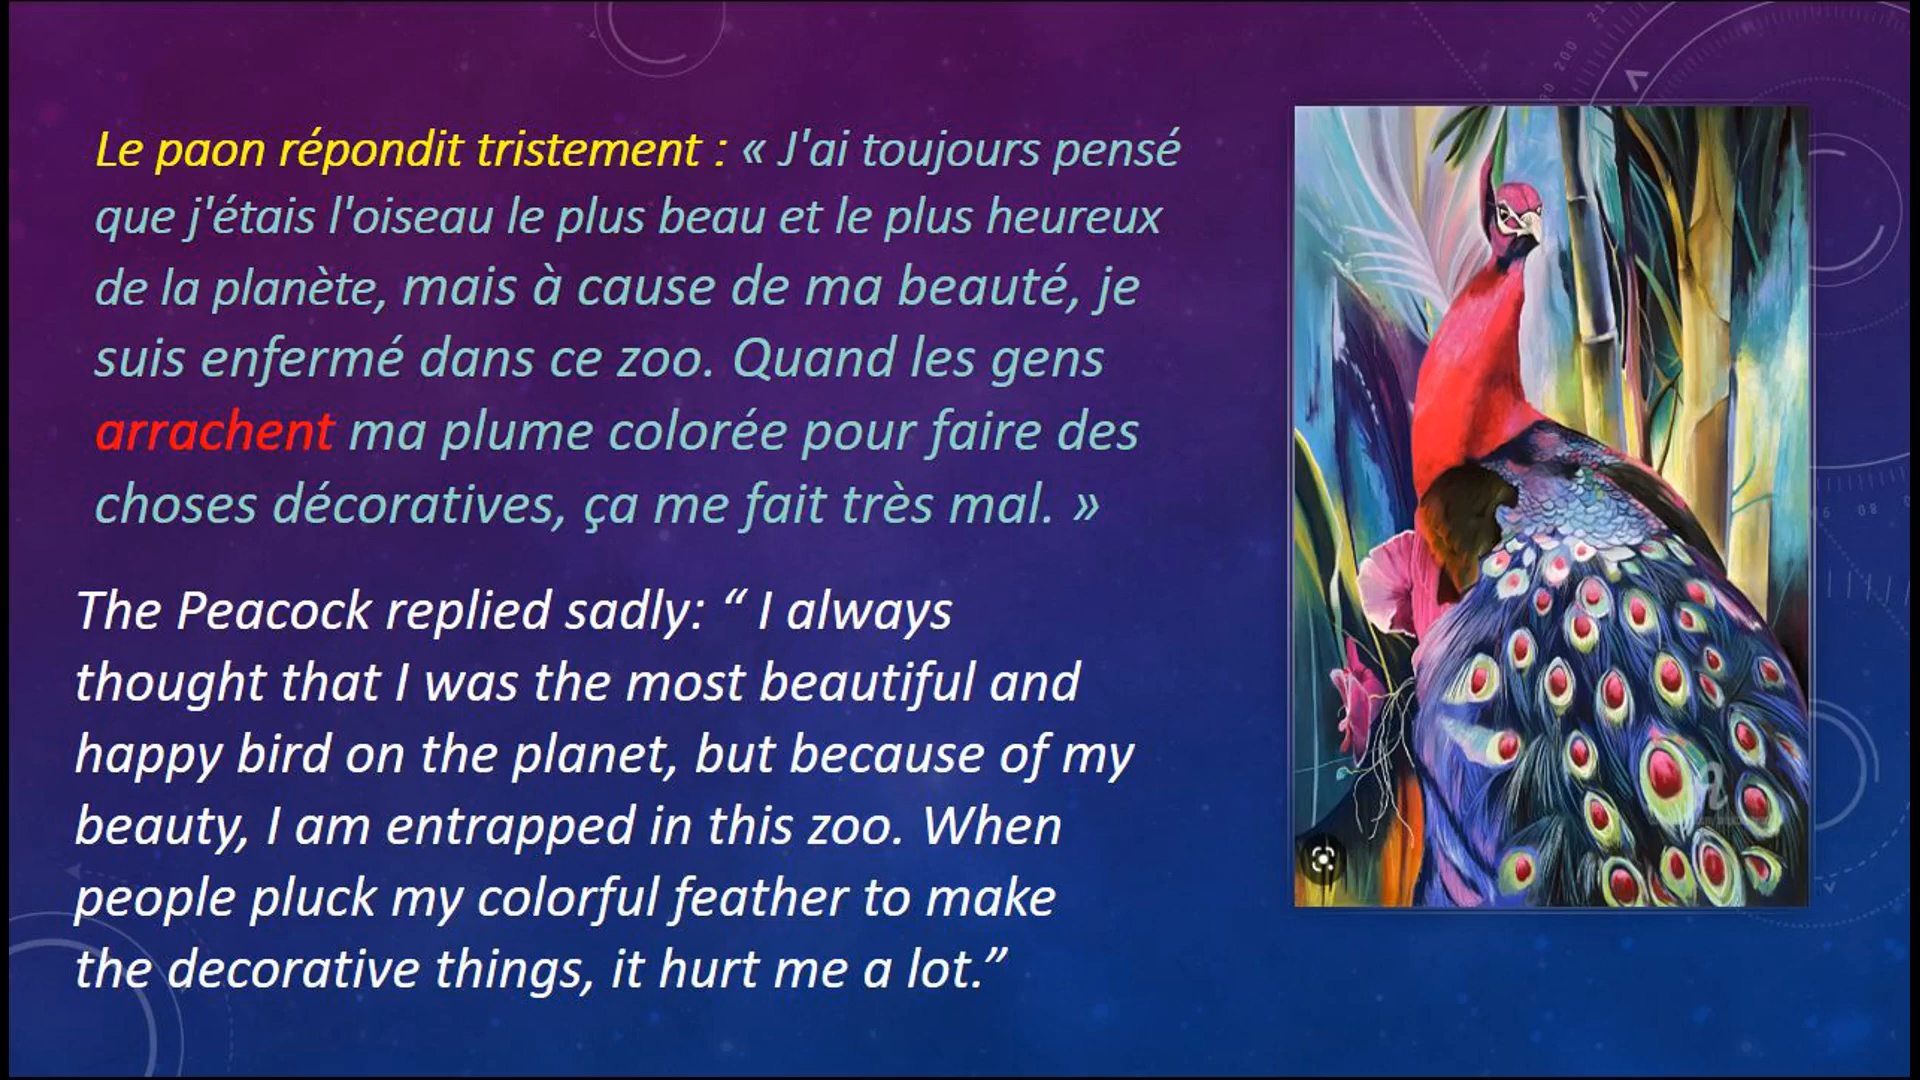 Le paon répondit tristement : « J'ai toujours pensé
que j'étais l'oiseau le plus beau et le plus heureux
de la planète, mais à cause de ma beauté, je
suis enfermé dans ce zoo. Quand les gens
arrachent ma plume colorée pour faire des
choses décoratives, ça me fait très mal. »
The Peacock replied sadly: “ I always
thought that I was the most beautiful and
happy bird on the planet, but because of my
beauty, I am entrapped in this zoo. When
people pluck my colorful feather to make
the decorative things, it hurt me a lot.”